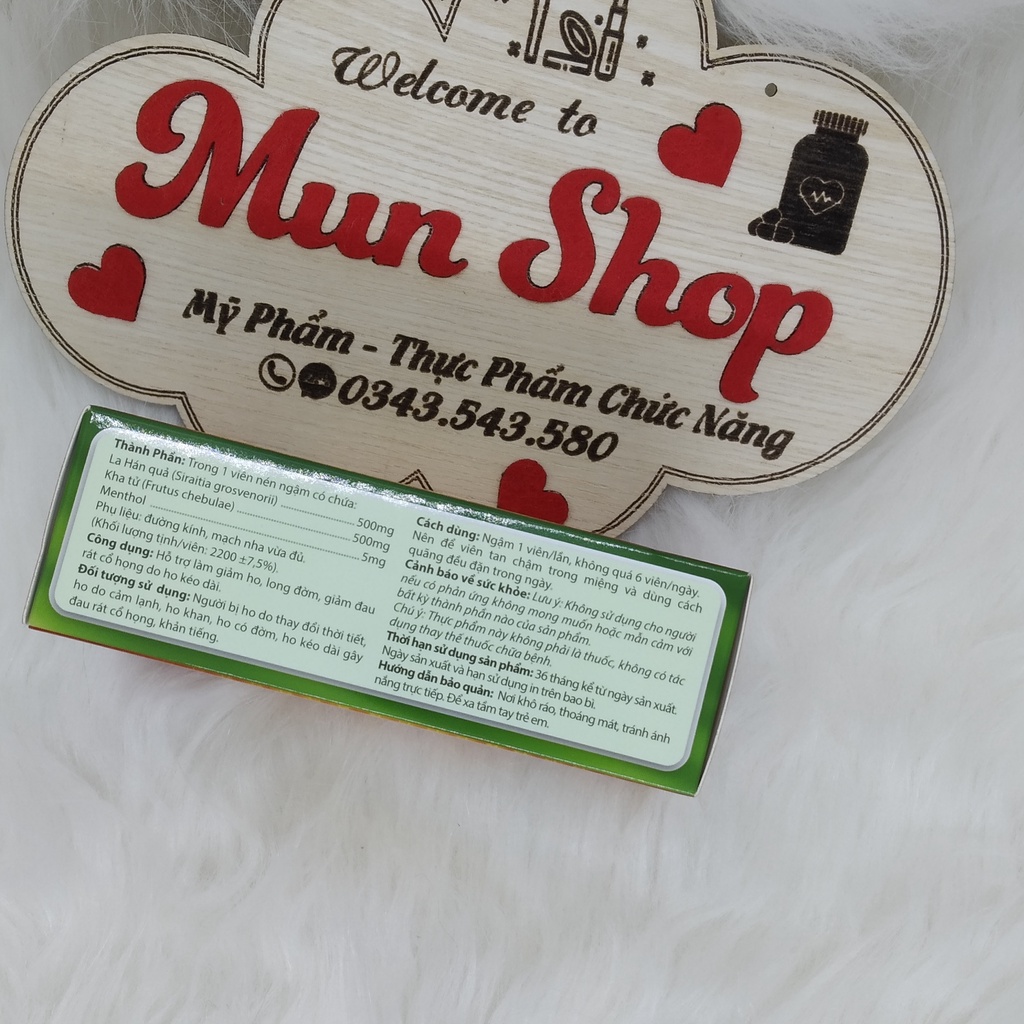 Welcome to
Mun Shop
Mỹ Phẩm - Thực Phẩm Chức Năng
0343.543.580
Thành Phần: Trong 1 viên nén ngậm có chứa:
La Hán quả (Siraitia grosvenorii) ........ 500mg
Kha tử (Frutus chebulae) ........ 500mg
Menthol ........ 5mg
Phụ liệu: đường kính, mạch nha vừa đủ.
(Khối lượng tịnh/viên: 2200 ±7,5%).
Công dụng: Hỗ trợ làm giảm ho, long đờm, giảm đau
rát cổ họng do ho kéo dài.
Đối tượng sử dụng: Người bị ho do thay đổi thời tiết,
ho do cảm lạnh, ho khan, ho có đờm, ho kéo dài gây
đau rát cổ họng, khản tiếng.
Cách dùng: Ngậm 1 viên/lần, không quá 6 viên/ngày.
Nên để viên tan chậm trong miệng và dùng cách
quãng đều đặn trong ngày.
Cảnh báo về sức khỏe: Lưu ý: Không sử dụng cho người
nếu có phản ứng không mong muốn hoặc mẫn cảm với
bất kỳ thành phần nào của sản phẩm.
Chú ý: Thực phẩm này không phải là thuốc, không có tác
dụng thay thế thuốc chữa bệnh.
Thời hạn sử dụng sản phẩm: 36 tháng kể từ ngày sản xuất.
Ngày sản xuất và hạn sử dụng in trên bao bì.
Hướng dẫn bảo quản: Nơi khô ráo, thoáng mát, tránh ánh
nắng trực tiếp. Để xa tầm tay trẻ em.